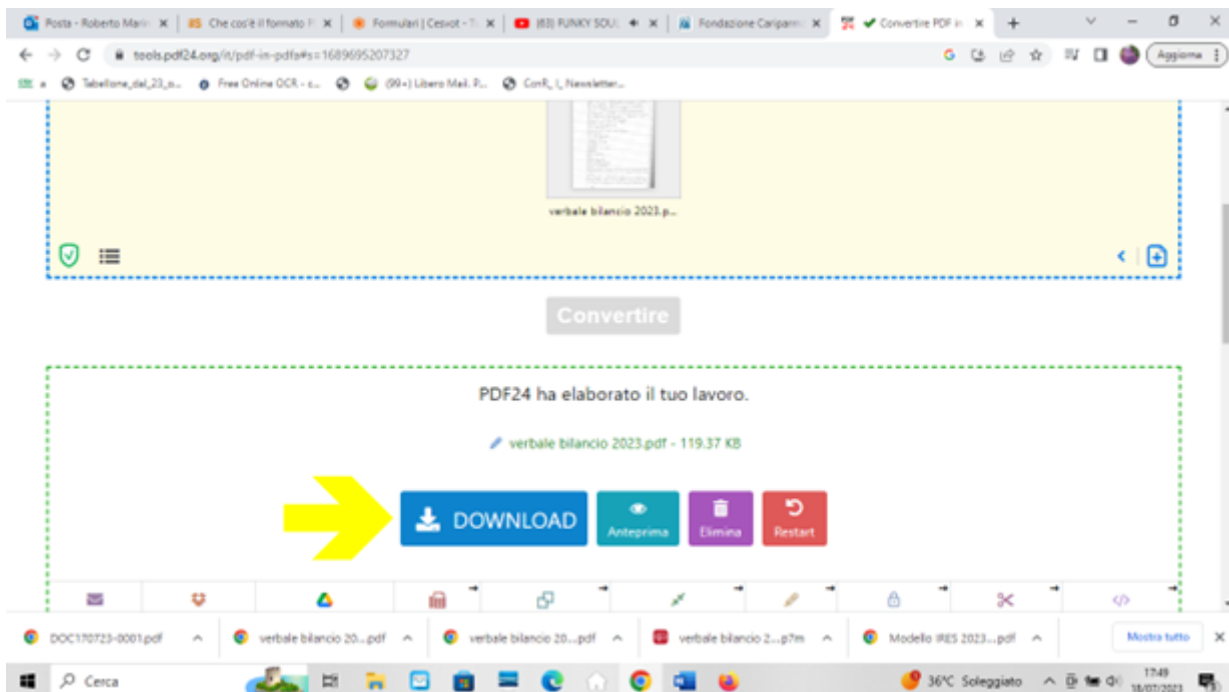 Posta - Roberto Marin
Che cos'è il formato P
Formulari | Cesvot - T
(63) FUNKY SOUL
Fondazione Cariparm
Convertire PDF in
tools.pdf24.org/it/pdf-in-pdfa#s=1689695207327
Aggiorna
Tabellone_del_23_n...
Free Online OCR - c...
(99+) Libero Mail. P...
ConR_I_Newsletter...
verbale bilancio 2023.p...
Convertire
PDF24 ha elaborato il tuo lavoro.
verbale bilancio 2023.pdf - 119.37 KB
DOWNLOAD
Anteprima
Elimina
Restart
DOC170723-0001.pdf
verbale bilancio 20....pdf
verbale bilancio 20....pdf
verbale bilancio 2....p7m
Modello IRES 2023....pdf
Mostra tutto
Cerca
36°C Soleggiato
17:49
18/07/2023